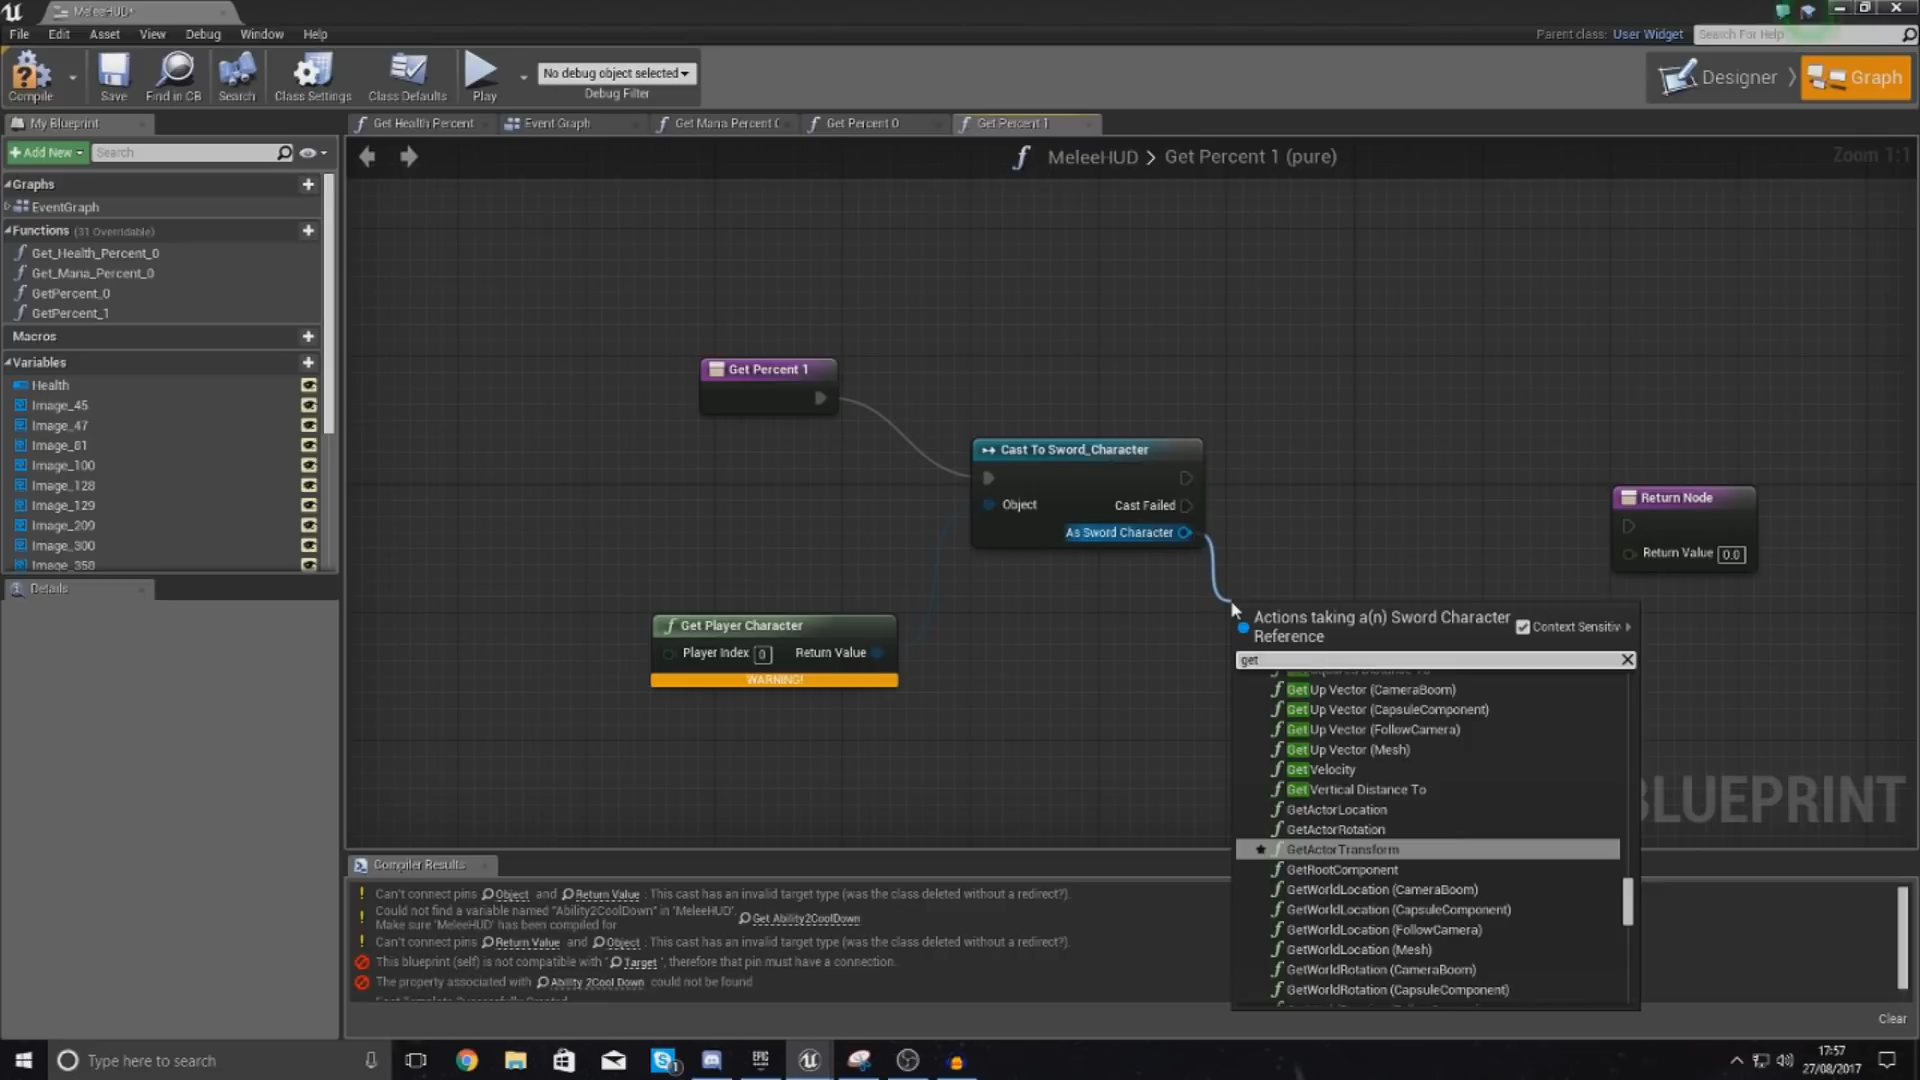 MeleeHUD*
File Edit Asset View Debug Window Help
Parent class: User Widget
Search For Help
Compile
Save
Find in CB
Search
Class Settings
Class Defaults
Play
No debug object selected
Debug Filter
Designer
Graph
My Blueprint
Get Health Percent
Event Graph
Get Mana Percent (
Get Percent 0
Get Percent 1
+ Add New
Search
MeleeHUD > Get Percent 1 (pure)
Zoom 1:1
Graphs
EventGraph
Functions (31 Overridable)
Get_Health_Percent_0
Get_Mana_Percent_0
GetPercent_0
GetPercent_1
Macros
Variables
Health
Image_45
Image_47
Image_81
Image_100
Image_128
Image_129
Image_209
Image_300
Image_358
Details
Get Percent 1
Cast To Sword_Character
Object
Cast Failed
As Sword Character
Return Node
Return Value 0.0
Get Player Character
Player Index 0 Return Value
WARNING!
Actions taking a(n) Sword Character
Reference
Context Sensitiv
get
Get Up Vector (CameraBoom)
Get Up Vector (CapsuleComponent)
Get Up Vector (FollowCamera)
Get Up Vector (Mesh)
Get Velocity
Get Vertical Distance To
GetActorLocation
GetActorRotation
GetActorTransform
GetRootComponent
GetWorldLocation (CameraBoom)
GetWorldLocation (CapsuleComponent)
GetWorldLocation (FollowCamera)
GetWorldLocation (Mesh)
GetWorldRotation (CameraBoom)
GetWorldRotation (CapsuleComponent)
BLUEPRINT
Compiler Results
Can't connect pins Object and Return Value : This cast has an invalid target type (was the class deleted without a redirect?).
Could not find a variable named "Ability2CoolDown" in 'MeleeHUD'.
Make sure 'MeleeHUD' has been compiled for Get Ability2CoolDown
Can't connect pins Return Value and Object : This cast has an invalid target type (was the class deleted without a redirect?).
This blueprint (self) is not compatible with ' Target ', therefore that pin must have a connection.
The property associated with Ability 2Cool Down could not be found
Clear
Type here to search
EPIC
17:57
27/08/2017